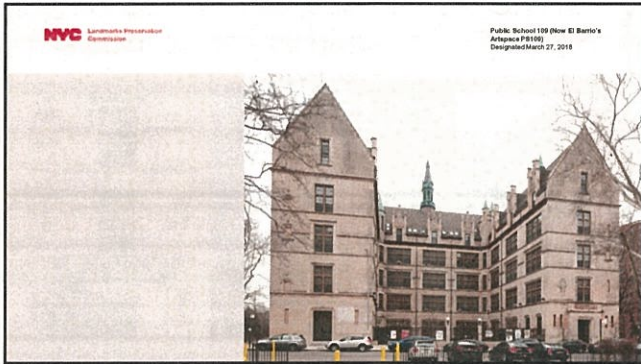 NYC
Landmarks Preservation
Commission
Public School 109 (Now El Barrio's
Artspace PS109)
Designated March 27, 2018